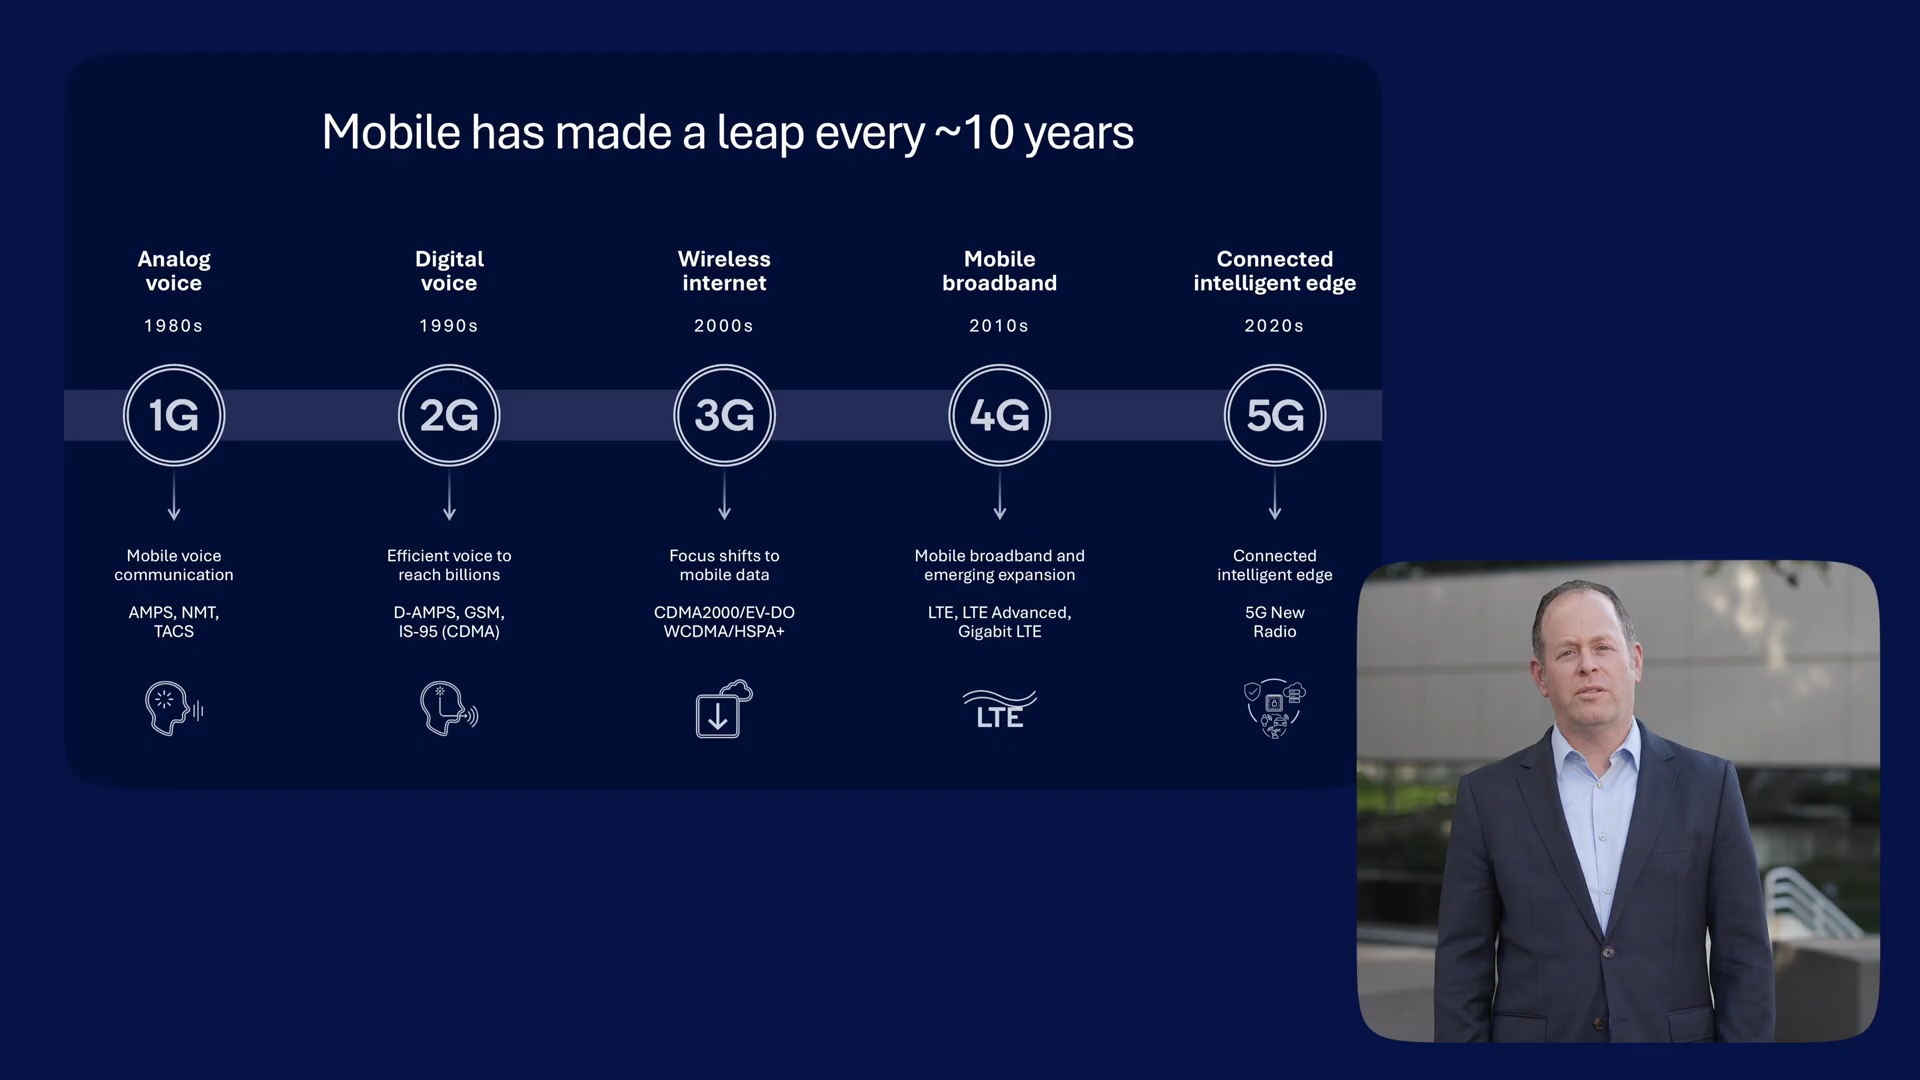 Mobile has made a leap every ~10 years
Analog
voice
1980s
1G
Mobile voice
communication
AMPS, NMT,
TACS
Digital
voice
1990s
2G
Efficient voice to
reach billions
D-AMPS, GSM,
IS-95 (CDMA)
Wireless
internet
2000s
3G
Focus shifts to
mobile data
CDMA2000/EV-DO
WCDMA/HSPA+
Mobile
broadband
2010s
4G
Mobile broadband and
emerging expansion
LTE, LTE Advanced,
Gigabit LTE
LTE
Connected
intelligent edge
2020s
5G
Connected
intelligent edge
5G New
Radio